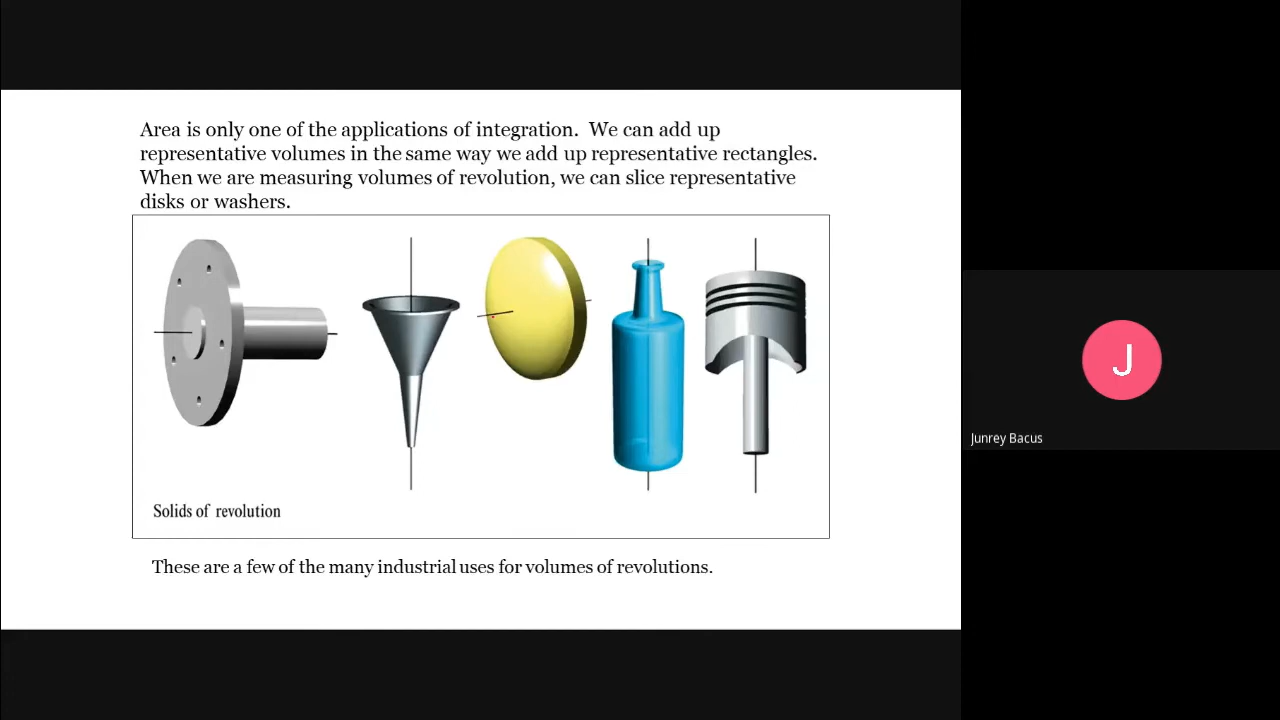 Area is only one of the applications of integration.  We can add up
representative volumes in the same way we add up representative rectangles.
When we are measuring volumes of revolution, we can slice representative
disks or washers.
Solids of revolution
These are a few of the many industrial uses for volumes of revolutions.
J
Junrey Bacus